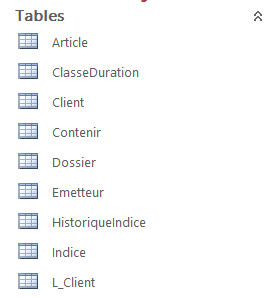 Tables
Article
ClasseDuration
Client
Contenir
Dossier
Emetteur
HistoriqueIndice
Indice
L_Client